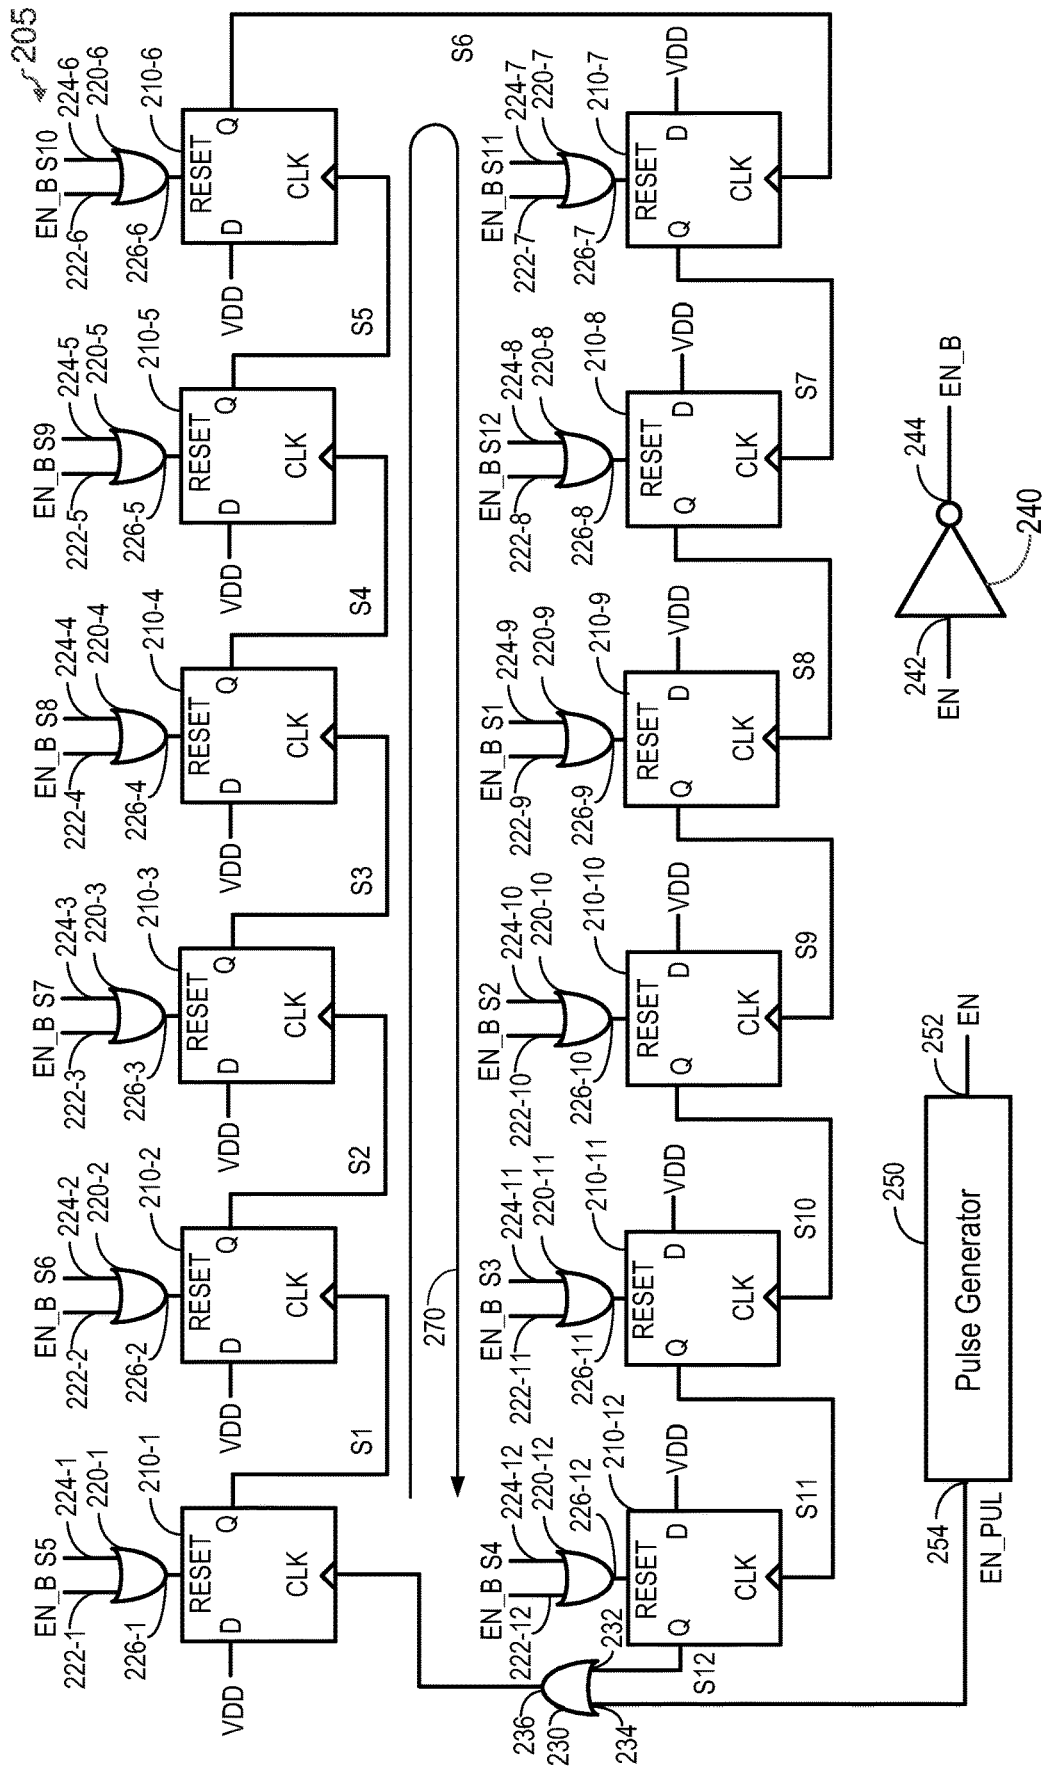 205
EN_B S5
222-1
224-1
220-1
226-1
210-1
RESET
D
Q
CLK
VDD
S1
EN_B S6
222-2
224-2
220-2
226-2
210-2
RESET
D
Q
CLK
VDD
S2
EN_B S7
222-3
224-3
220-3
226-3
210-3
RESET
D
Q
CLK
VDD
S3
EN_B S8
222-4
224-4
220-4
226-4
210-4
RESET
D
Q
CLK
VDD
S4
EN_B S9
222-5
224-5
220-5
226-5
210-5
RESET
D
Q
CLK
VDD
S5
EN_B S10
222-6
224-6
220-6
226-6
210-6
RESET
D
Q
CLK
VDD
S6
270
EN_B S4
222-12
224-12
220-12
226-12
210-12
RESET
Q
D
CLK
VDD
S12
S11
EN_B S3
222-11
224-11
220-11
226-11
210-11
RESET
Q
D
CLK
VDD
S10
EN_B S2
222-10
224-10
220-10
226-10
210-10
RESET
Q
D
CLK
VDD
S9
EN_B S1
222-9
224-9
220-9
226-9
210-9
RESET
Q
D
CLK
VDD
S8
EN_B S12
222-8
224-8
220-8
226-8
210-8
RESET
Q
D
CLK
VDD
S7
EN_B S11
222-7
224-7
220-7
226-7
210-7
RESET
Q
D
CLK
VDD
236
230
232
234
254
EN_PUL
250
Pulse Generator
252
EN
EN
242
240
244
EN_B